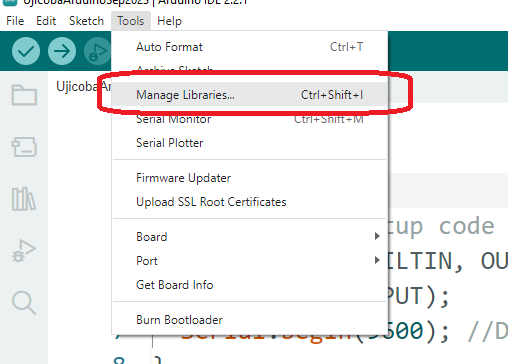 UjicobaArduinoSep2023 | Arduino IDE 2.2.1
File Edit Sketch Tools Help
Auto Format Ctrl+T
Archive Sketch
UjicobaAr
Manage Libraries... Ctrl+Shift+I
Serial Monitor Ctrl+Shift+M
Serial Plotter
Firmware Updater
Upload SSL Root Certificates
tup code
Board
ILTIN, OU
Port
Get Board Info
PUT);
Burn Bootloader
7 Serial.begin(9600); //D
8 }